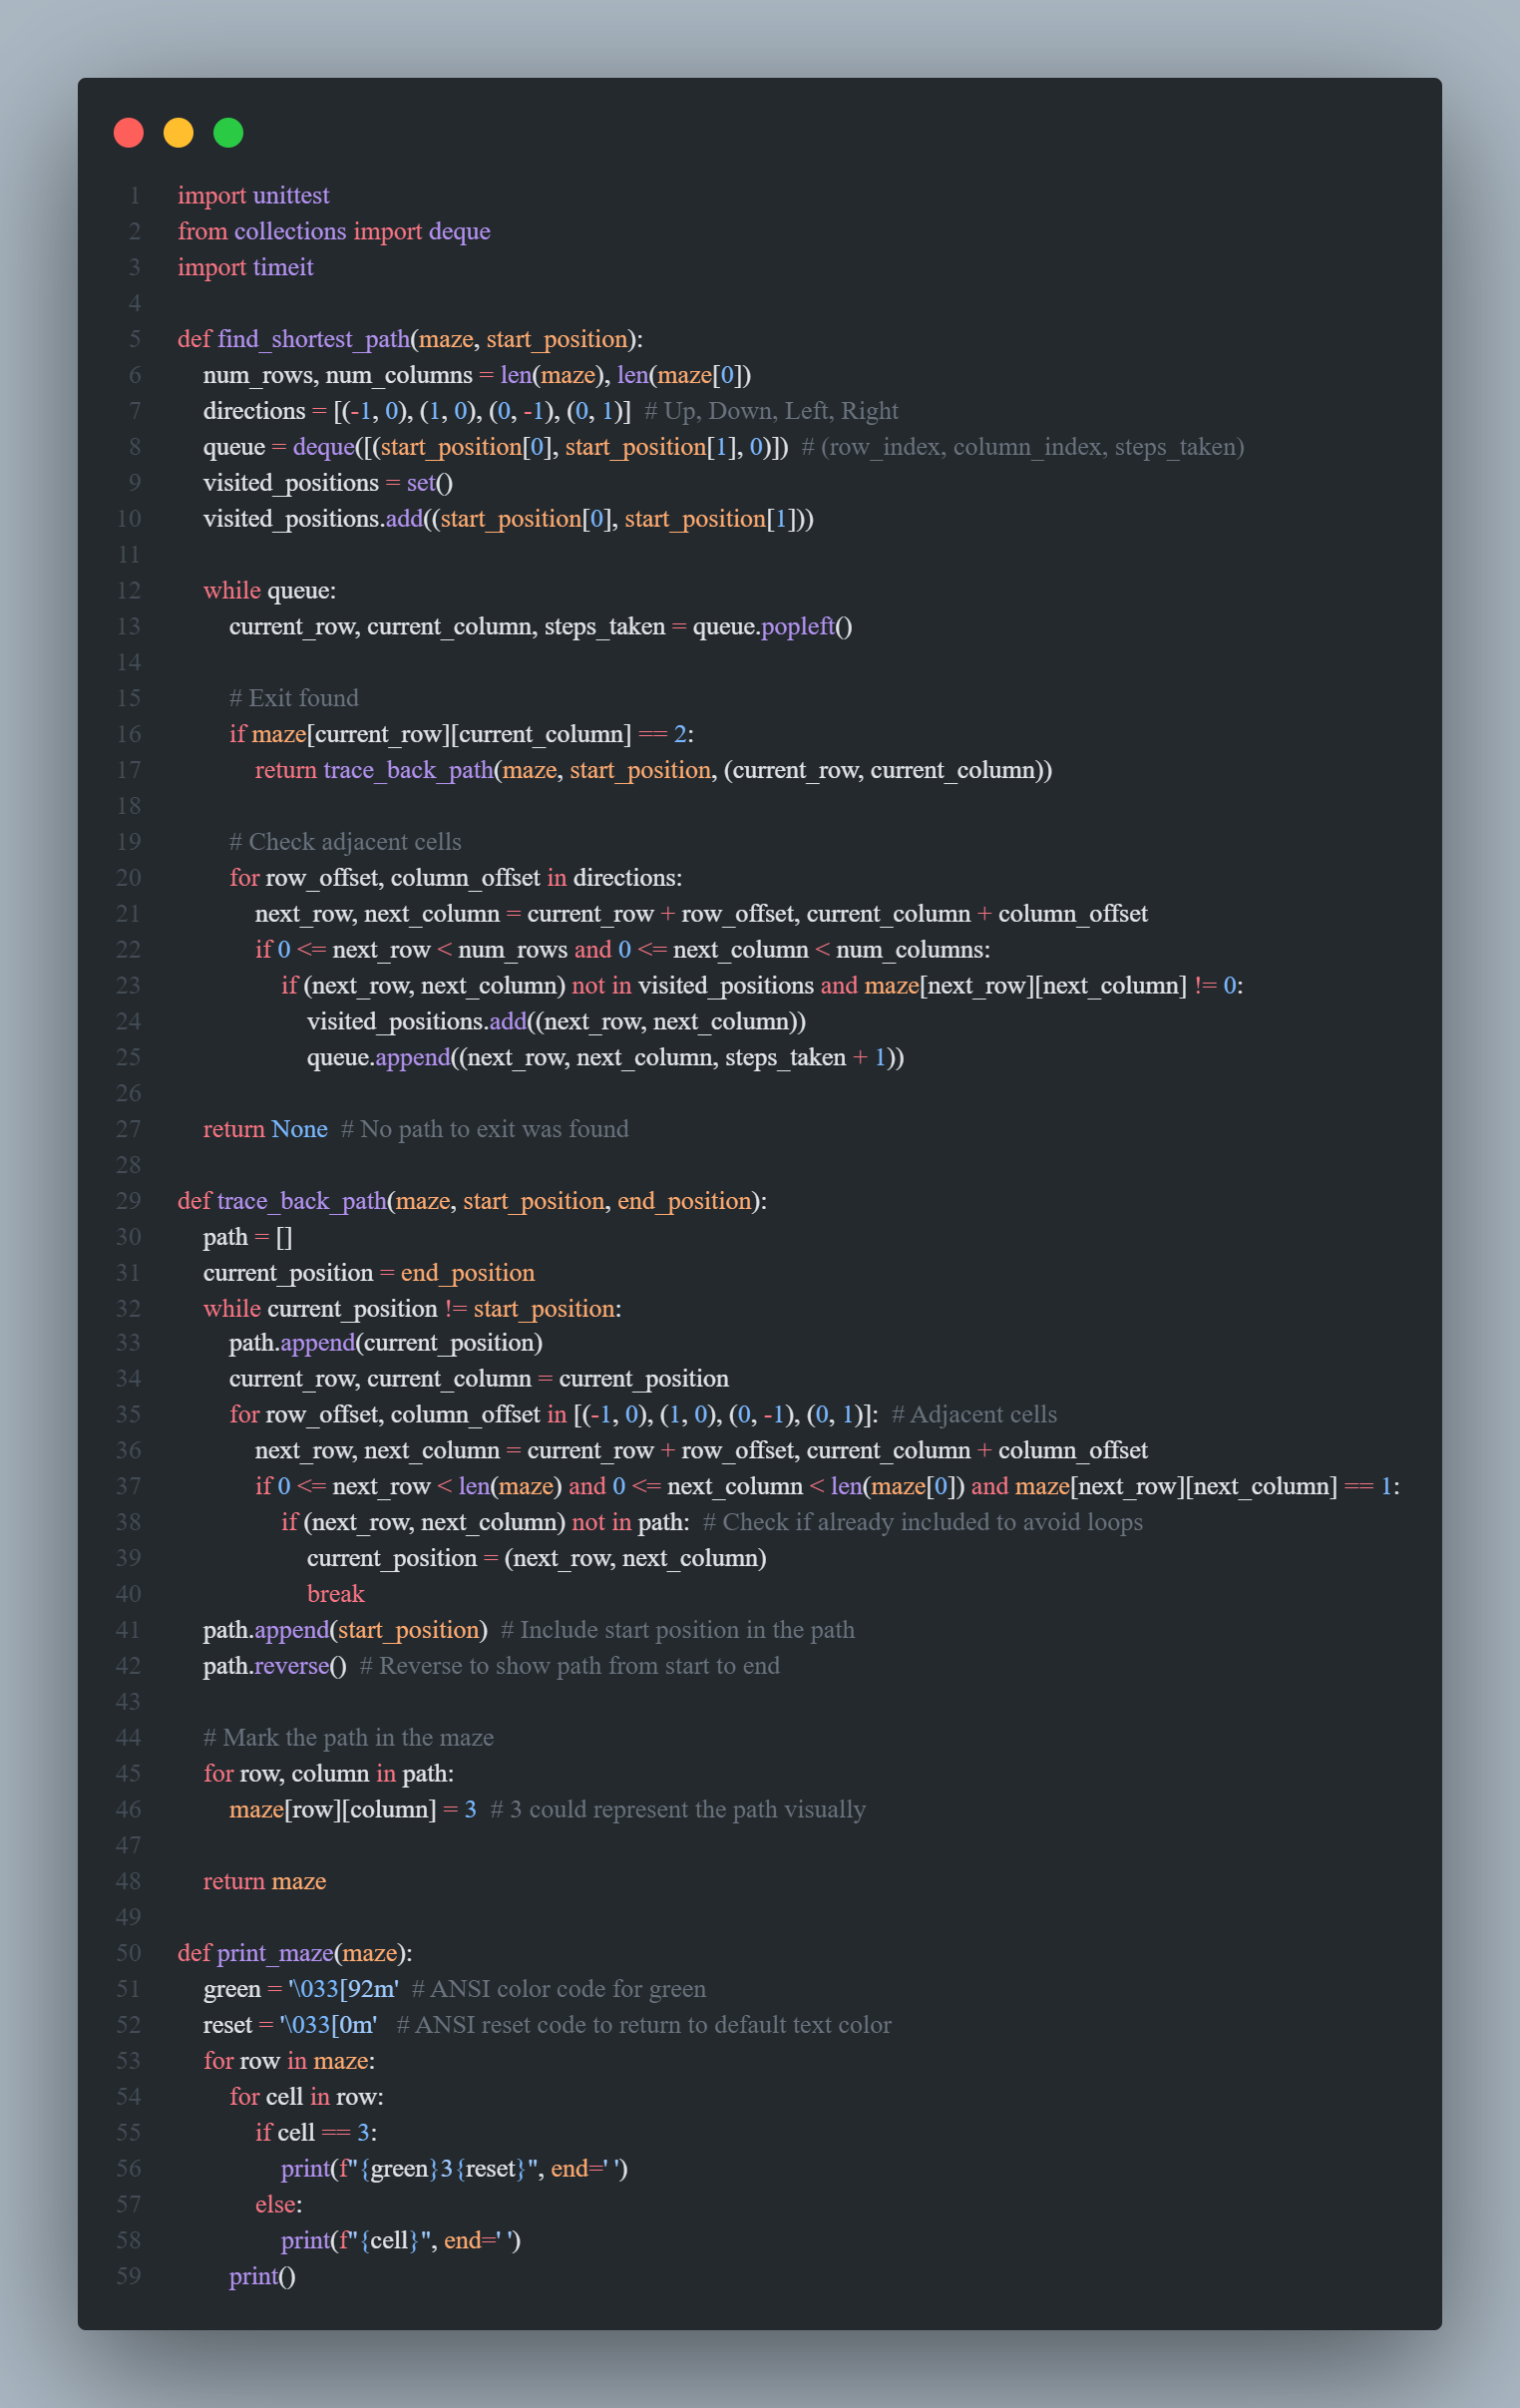 1 import unittest
2 from collections import deque
3 import timeit
4
5 def find_shortest_path(maze, start_position):
6     num_rows, num_columns = len(maze), len(maze[0])
7     directions = [(-1, 0), (1, 0), (0, -1), (0, 1)]  # Up, Down, Left, Right
8     queue = deque([(start_position[0], start_position[1], 0)])  # (row_index, column_index, steps_taken)
9     visited_positions = set()
10     visited_positions.add((start_position[0], start_position[1]))
11
12     while queue:
13         current_row, current_column, steps_taken = queue.popleft()
14
15         # Exit found
16         if maze[current_row][current_column] == 2:
17             return trace_back_path(maze, start_position, (current_row, current_column))
18
19         # Check adjacent cells
20         for row_offset, column_offset in directions:
21             next_row, next_column = current_row + row_offset, current_column + column_offset
22             if 0 <= next_row < num_rows and 0 <= next_column < num_columns:
23                 if (next_row, next_column) not in visited_positions and maze[next_row][next_column] != 0:
24                     visited_positions.add((next_row, next_column))
25                     queue.append((next_row, next_column, steps_taken + 1))
26
27     return None  # No path to exit was found
28
29 def trace_back_path(maze, start_position, end_position):
30     path = []
31     current_position = end_position
32     while current_position != start_position:
33         path.append(current_position)
34         current_row, current_column = current_position
35         for row_offset, column_offset in [(-1, 0), (1, 0), (0, -1), (0, 1)]:  # Adjacent cells
36             next_row, next_column = current_row + row_offset, current_column + column_offset
37             if 0 <= next_row < len(maze) and 0 <= next_column < len(maze[0]) and maze[next_row][next_column] == 1:
38                 if (next_row, next_column) not in path:  # Check if already included to avoid loops
39                     current_position = (next_row, next_column)
40                     break
41     path.append(start_position)  # Include start position in the path
42     path.reverse()  # Reverse to show path from start to end
43
44     # Mark the path in the maze
45     for row, column in path:
46         maze[row][column] = 3  # 3 could represent the path visually
47
48     return maze
49
50 def print_maze(maze):
51     green = '\033[92m'  # ANSI color code for green
52     reset = '\033[0m'   # ANSI reset code to return to default text color
53     for row in maze:
54         for cell in row:
55             if cell == 3:
56                 print(f"{green}3{reset}", end=' ')
57             else:
58                 print(f"{cell}", end=' ')
59         print()